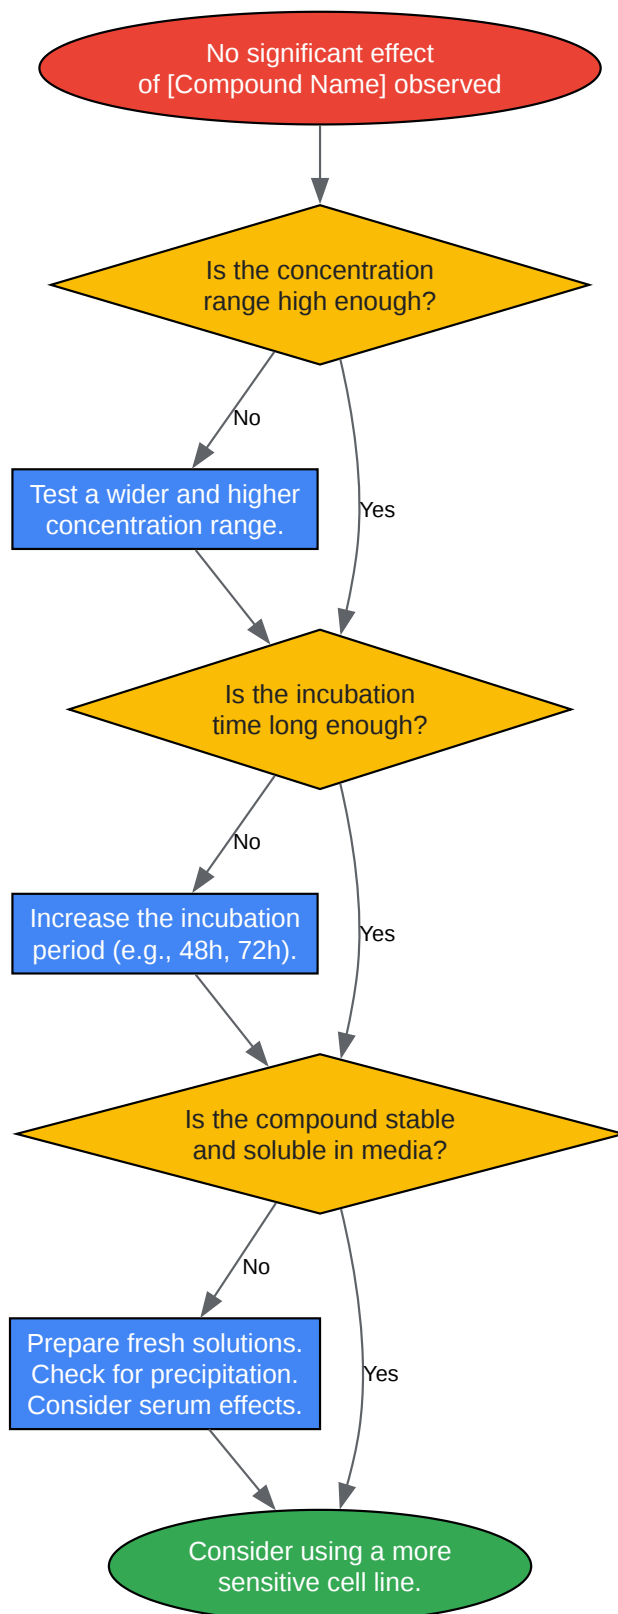 No significant effect
of [Compound Name] observed
Is the concentration
range high enough?
No
Test a wider and higher
concentration range.
Yes
Is the incubation
time long enough?
No
Increase the incubation
period (e.g., 48h, 72h).
Yes
Is the compound stable
and soluble in media?
No
Prepare fresh solutions.
Check for precipitation.
Consider serum effects.
Yes
Consider using a more
sensitive cell line.